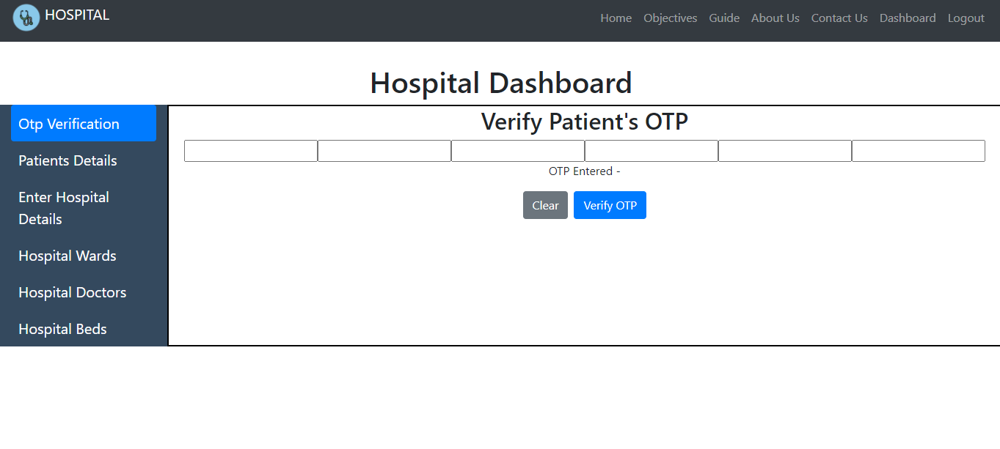 HOSPITAL
Home Objectives Guide About Us Contact Us Dashboard Logout
Hospital Dashboard
Otp Verification
Patients Details
Enter Hospital
Details
Hospital Wards
Hospital Doctors
Hospital Beds
Verify Patient's OTP
OTP Entered -
Clear Verify OTP